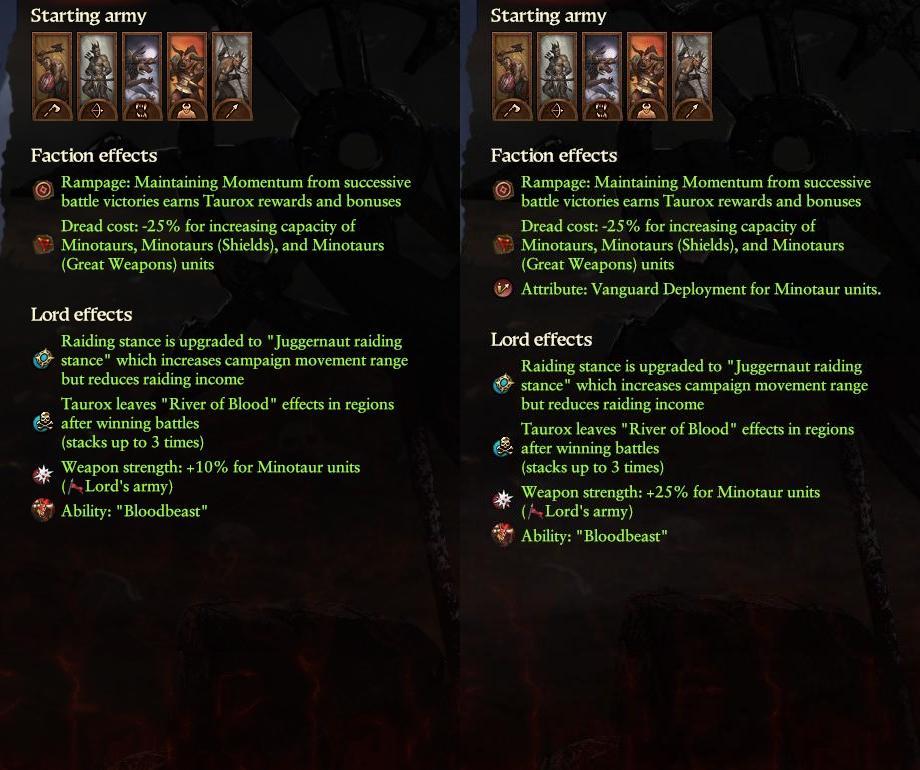 Starting army
Faction effects
Rampage: Maintaining Momentum from successive
battle victories earns Taurox rewards and bonuses
Dread cost: -25% for increasing capacity of
Minotaurs, Minotaurs (Shields), and Minotaurs
(Great Weapons) units
Lord effects
Raiding stance is upgraded to "Juggernaut raiding
stance" which increases campaign movement range
but reduces raiding income
Taurox leaves "River of Blood" effects in regions
after winning battles
(stacks up to 3 times)
Weapon strength: +10% for Minotaur units
(Lord's army)
Ability: "Bloodbeast"
Starting army
Faction effects
Rampage: Maintaining Momentum from successive
battle victories earns Taurox rewards and bonuses
Dread cost: -25% for increasing capacity of
Minotaurs, Minotaurs (Shields), and Minotaurs
(Great Weapons) units
Attribute: Vanguard Deployment for Minotaur units.
Lord effects
Raiding stance is upgraded to "Juggernaut raiding
stance" which increases campaign movement range
but reduces raiding income
Taurox leaves "River of Blood" effects in regions
after winning battles
(stacks up to 3 times)
Weapon strength: +25% for Minotaur units
(Lord's army)
Ability: "Bloodbeast"